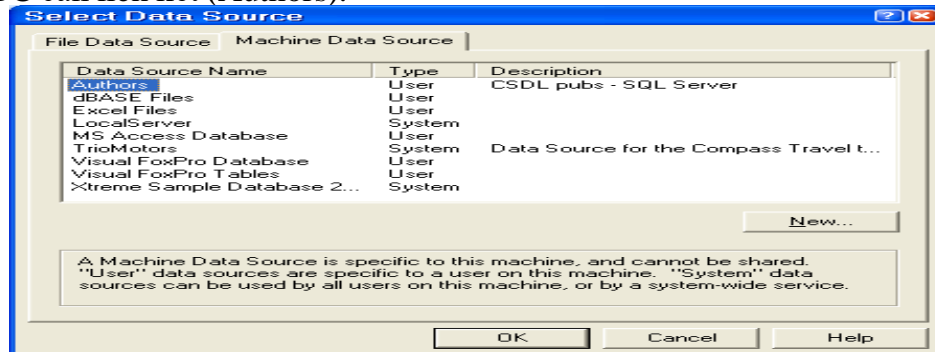 (Authors).
Select Data Source
File Data Source Machine Data Source
Data Source Name Type Description
Authors User CSDL pubs - SQL Server
dBASE Files User
Excel Files User
LocalServer System
MS Access Database User
TrioMotors System Data Source for the Compass Travel t...
Visual FoxPro Database User
Visual FoxPro Tables User
Xtreme Sample Database 2... System
New...
A Machine Data Source is specific to this machine, and cannot be shared.
"User" data sources are specific to a user on this machine. "System" data
sources can be used by all users on this machine, or by a system-wide service.
OK Cancel Help